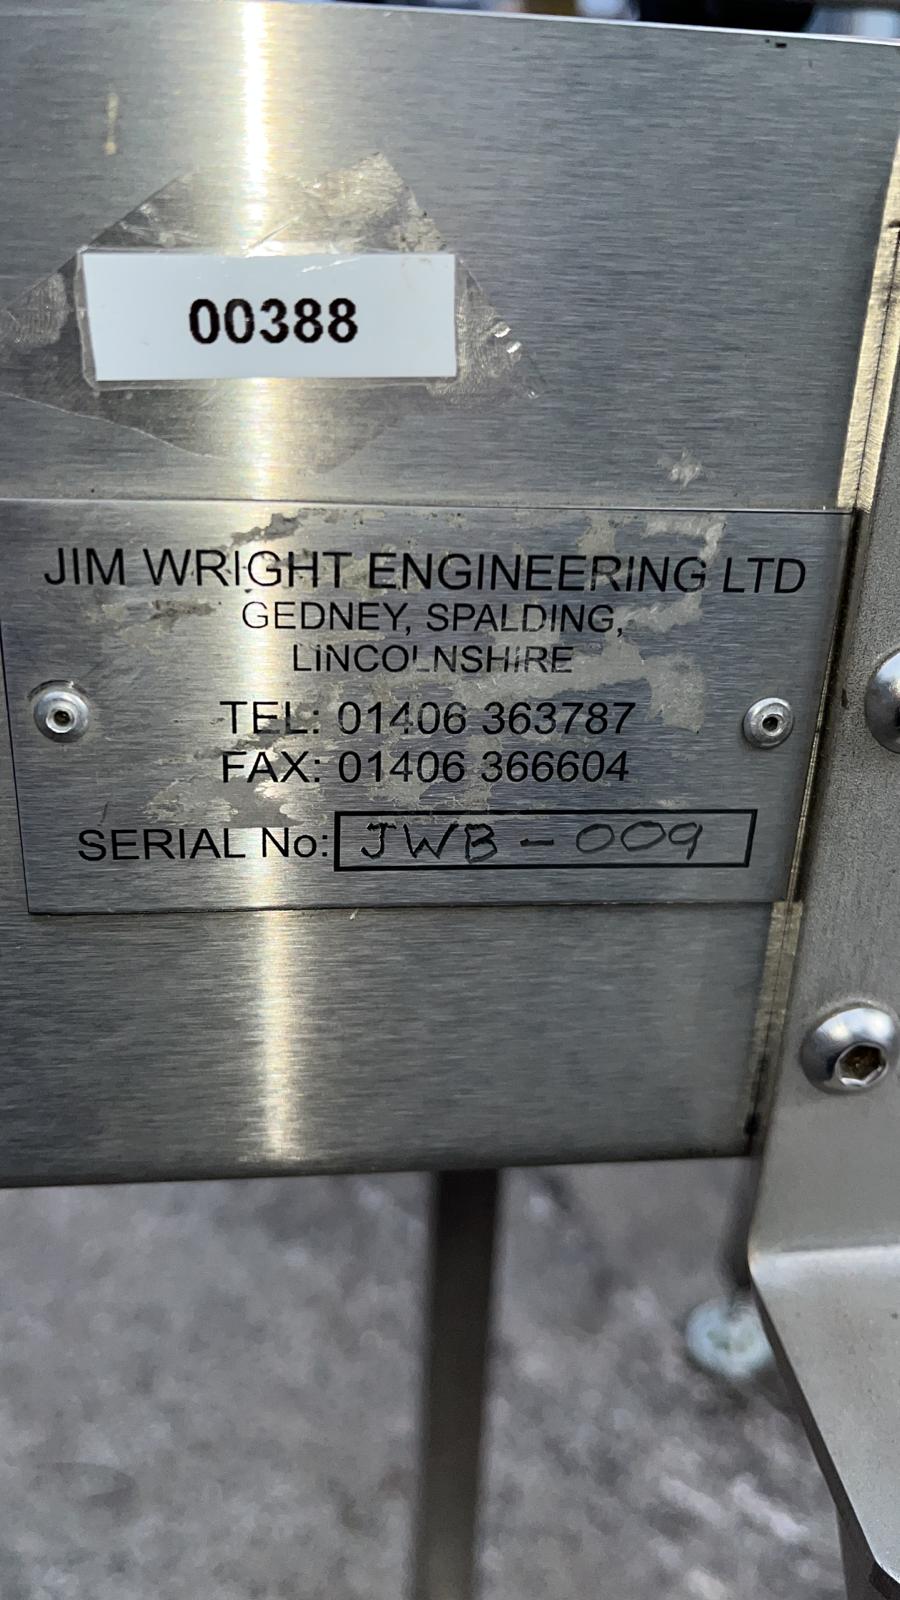 00388
JIM WRIGHT ENGINEERING LTD
GEDNEY, SPALDING,
LINCOLNSHIRE
TEL: 01406 363787
FAX: 01406 366604
SERIAL No: JWB - 009